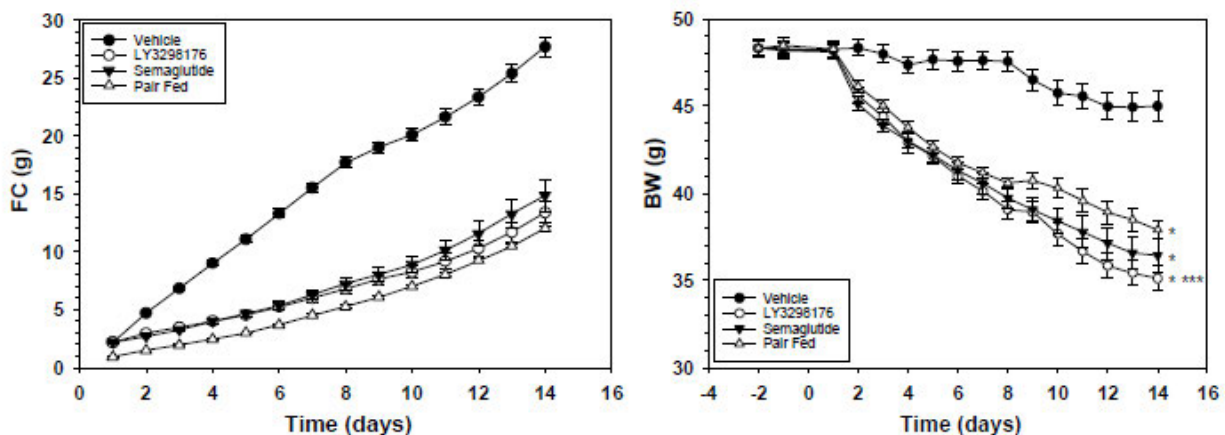 30
25
20
15
10
5
0
FC (g)
Vehicle
LY3298176
Semaglutide
Pair Fed
0 2 4 6 8 10 12 14 16
Time (days)
50
45
40
35
30
BW (g)
*
*
* ***
Vehicle
LY3298176
Semaglutide
Pair Fed
-4 -2 0 2 4 6 8 10 12 14 16
Time (days)